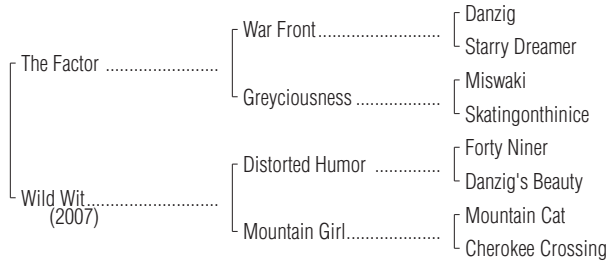 Danzig
War Front
Starry Dreamer
The Factor
Miswaki
Greyciousness
Skatingonthinice
Forty Niner
Distorted Humor
Danzig's Beauty
Wild Wit
(2007)
Mountain Cat
Mountain Girl
Cherokee Crossing